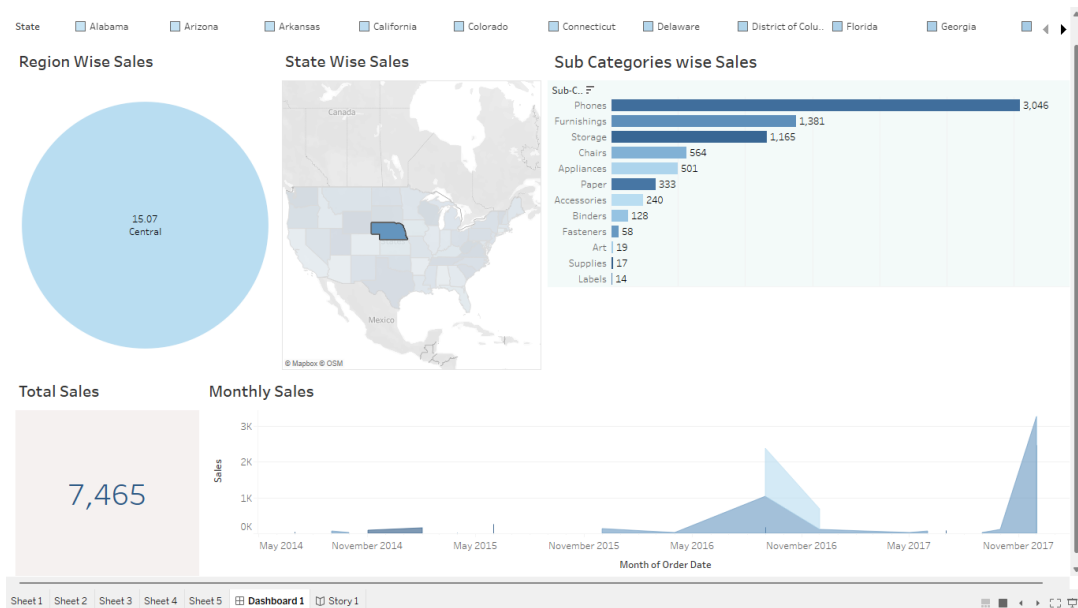 State Alabama Arizona Arkansas California Colorado Connecticut Delaware District of Colu.. Florida Georgia
Region Wise Sales
15.07
Central
State Wise Sales
Canada
Mexico
© Mapbox © OSM
Sub Categories wise Sales
Sub-C..
Phones 3,046
Furnishings 1,381
Storage 1,165
Chairs 564
Appliances 501
Paper 333
Accessories 240
Binders 128
Fasteners 58
Art 19
Supplies 17
Labels 14
Total Sales
7,465
Monthly Sales
Sales
3K
2K
1K
0K
May 2014 November 2014 May 2015 November 2015 May 2016 November 2016 May 2017 November 2017
Month of Order Date
Sheet 1 Sheet 2 Sheet 3 Sheet 4 Sheet 5 Dashboard 1 Story 1